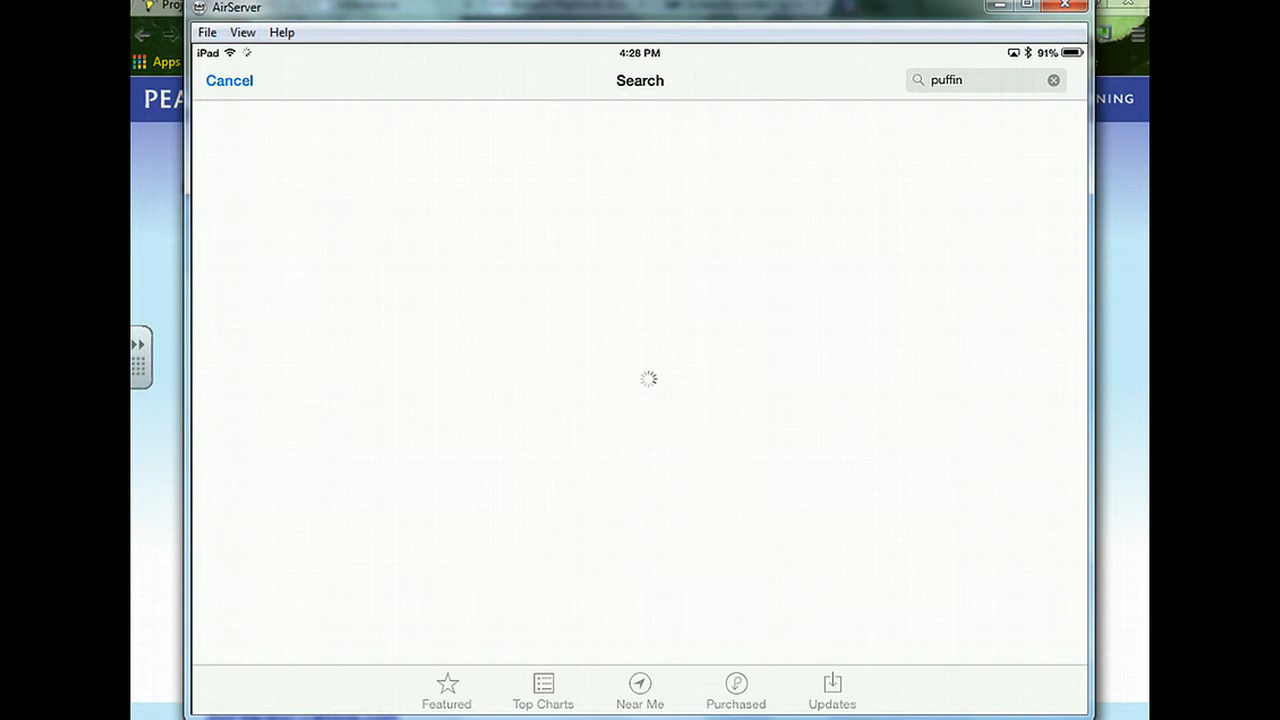 Proj
AirServer
File View Help
Apps
iPad 4:28 PM 91%
Cancel Search puffin
PEA
NING
Featured Top Charts Near Me Purchased Updates